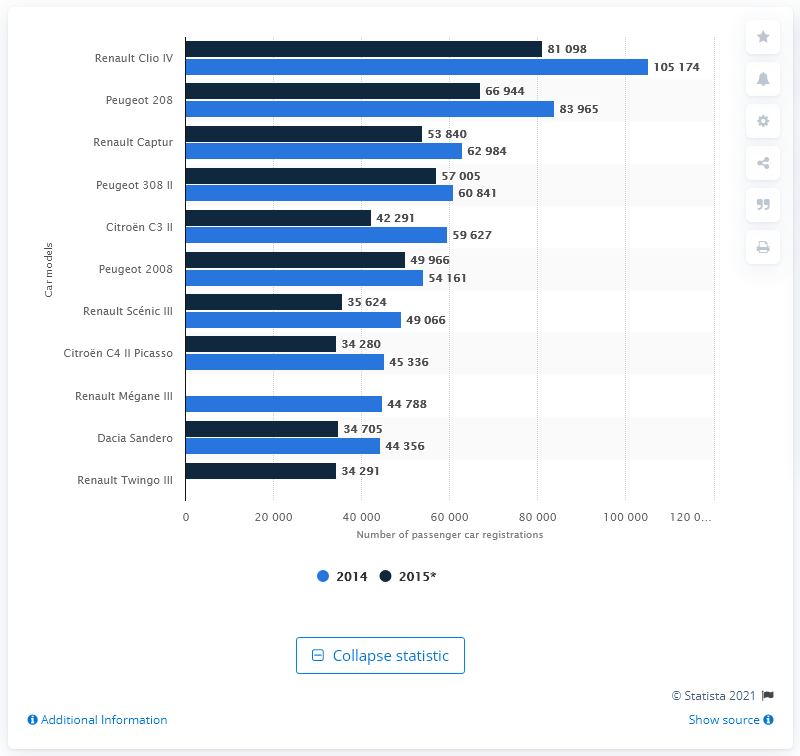 Renault Clio IV
81 098
105 174
Peugeot 208
66 944
83 965
Renault Captur
53 840
62 984
Peugeot 308 II
57 005
60 841
Citroën C3 II
42 291
59 627
Peugeot 2008
49 966
54 161
Renault Scénic III
35 624
49 066
Citroën C4 II Picasso
34 280
45 336
Renault Mégane III
44 788
Dacia Sandero
34 705
44 356
Renault Twingo III
34 291
Car models
0 20 000 40 000 60 000 80 000 100 000 120 0...
Number of passenger car registrations
2014 2015*
Collapse statistic
© Statista 2021
Additional Information
Show source